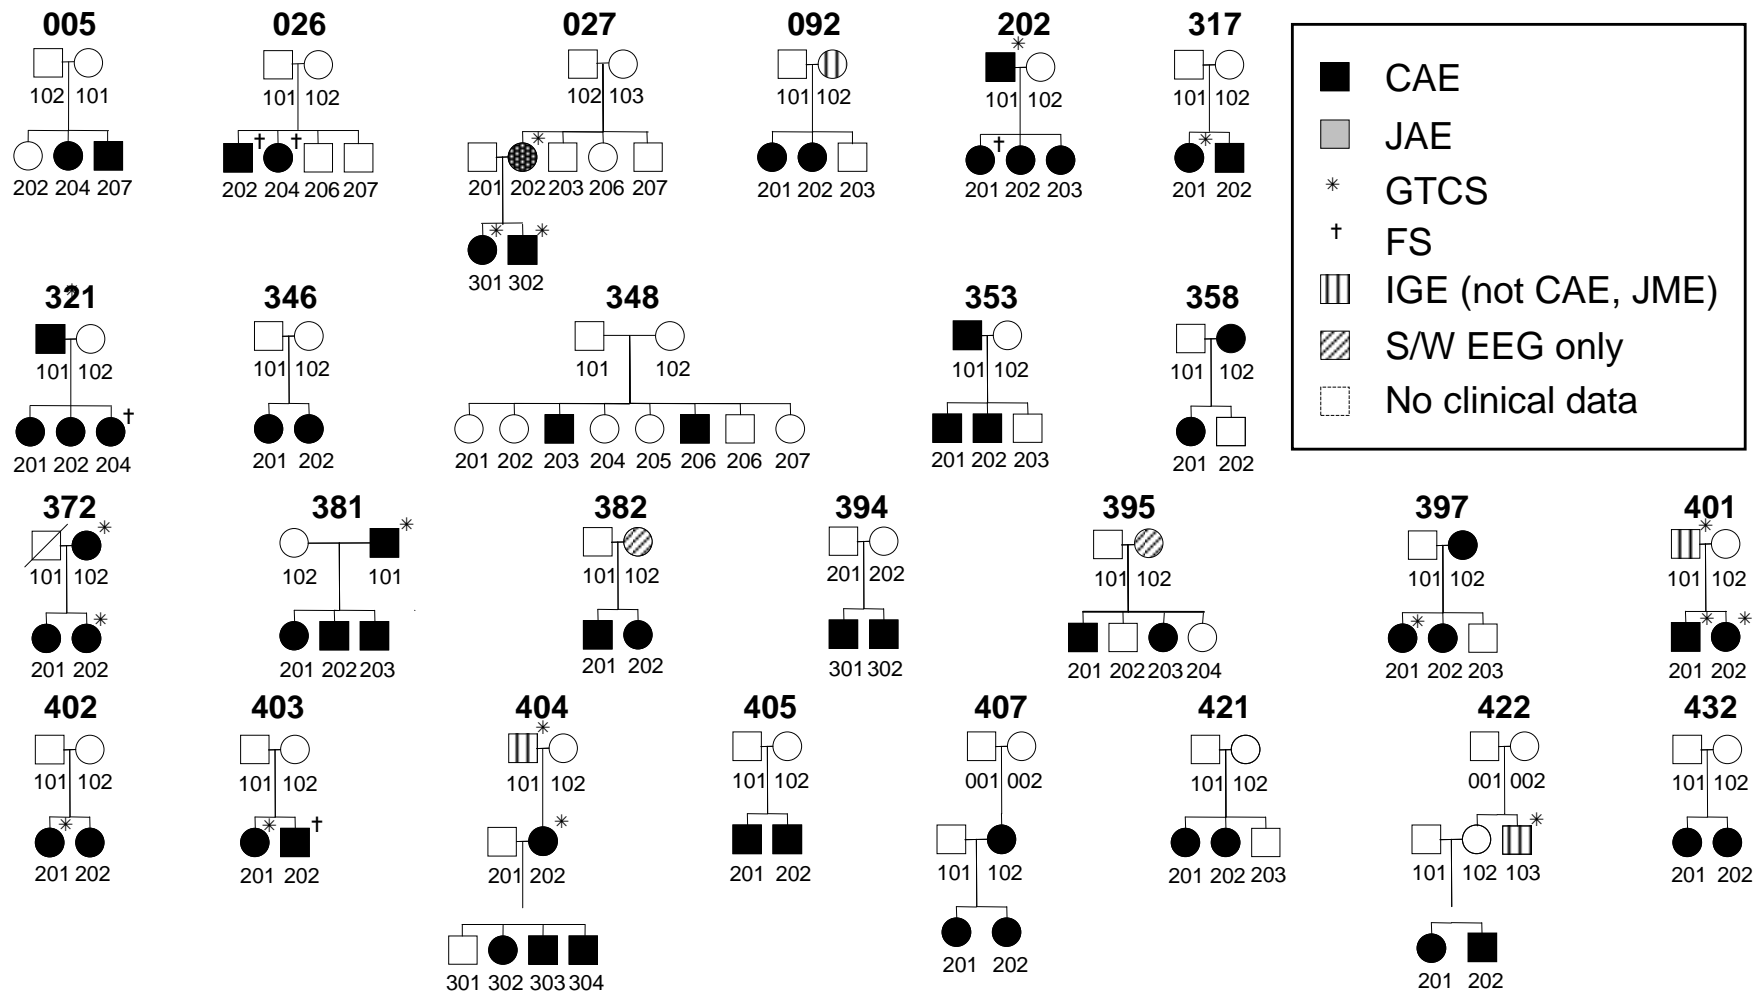 005 026 027 092 202 317
CAE
JAE
* GTCS
† FS
IGE (not CAE, JME)
S/W EEG only
No clinical data
*
102 101 101 102 102 103 101 102 101 102 101 102
† † * † *
202 204 207 202 204 206 207 201 202 203 206 207 201 202 203 201 202 203 201 202
* *
301 302
321 346 348 353 358
*
101 102 101 102 101 102 101 102 101 102
†
201 202 204 201 202 201 202 203 204 205 206 206 207 201 202 203 201 202
372 381 382 394 395 397 401
* * *
101 102 102 101 101 102 201 202 101 102 101 102 101 102
* * * *
201 202 201 202 203 201 202 301 302 201 202 203 204 201 202 203 201 202
402 403 404 405 407 421 422 432
*
101 102 101 102 101 102 101 102 001 002 101 102 001 002 101 102
* * † * *
201 202 201 202 201 202 201 202 101 102 201 202 203 101 102 103 201 202
301 302 303 304 201 202 201 202